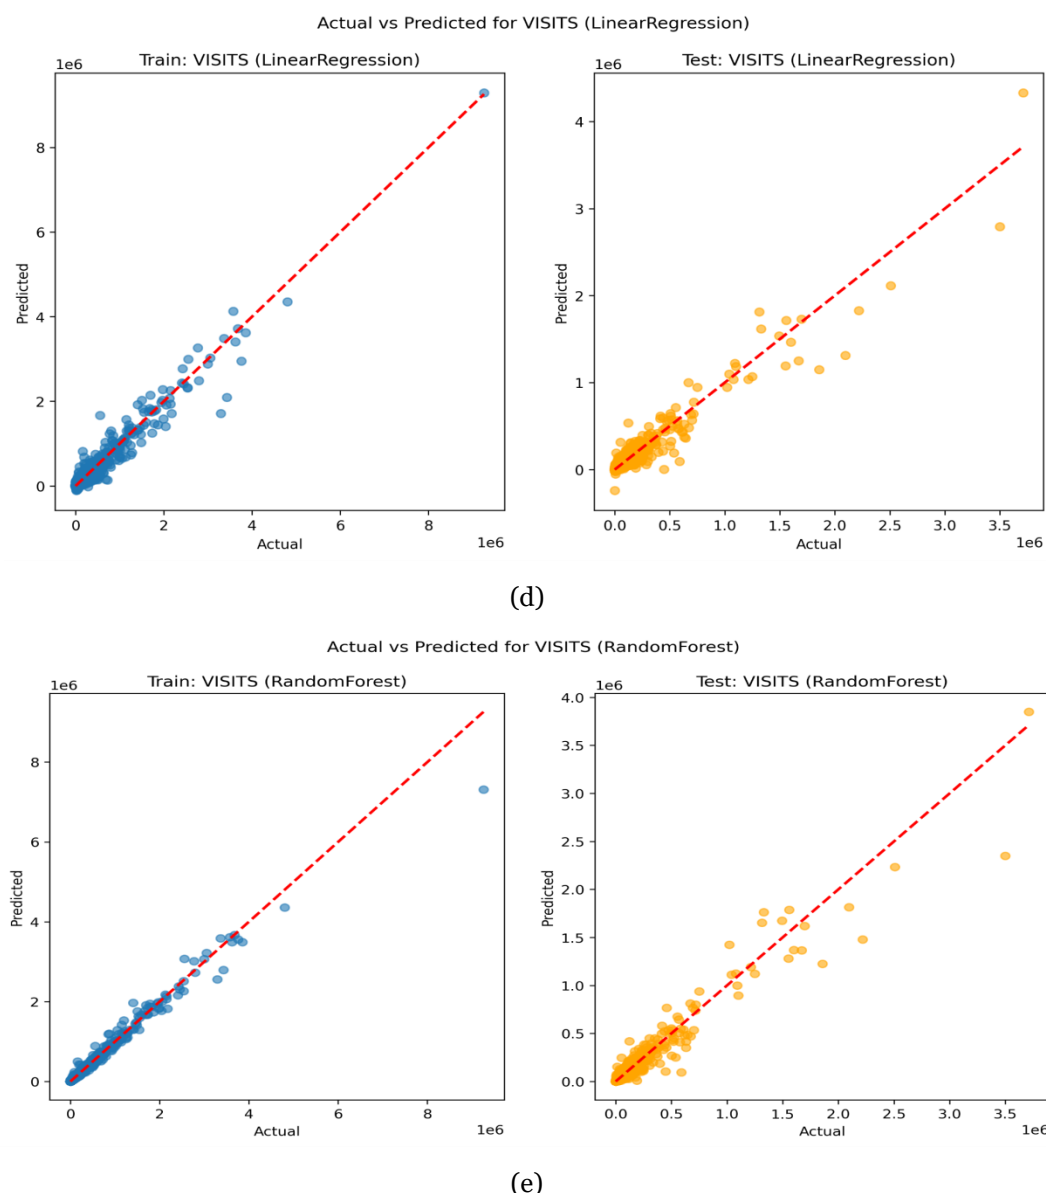 Actual vs Predicted for VISITS (LinearRegression)
Train: VISITS (LinearRegression)
1e6
8
6
4
2
0
Predicted
0 2 4 6 8
Actual
1e6
Test: VISITS (LinearRegression)
1e6
4
3
2
1
0
Predicted
0.0 0.5 1.0 1.5 2.0 2.5 3.0 3.5
Actual
1e6
(d)
Actual vs Predicted for VISITS (RandomForest)
Train: VISITS (RandomForest)
1e6
8
6
4
2
0
Predicted
0 2 4 6 8
Actual
1e6
Test: VISITS (RandomForest)
1e6
4.0
3.5
3.0
2.5
2.0
1.5
1.0
0.5
0.0
Predicted
0.0 0.5 1.0 1.5 2.0 2.5 3.0 3.5
Actual
1e6
(e)